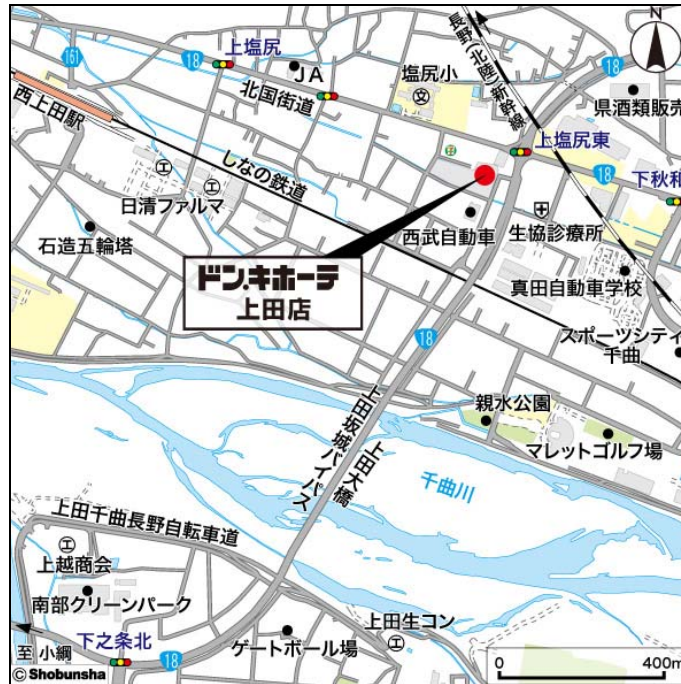 N
161
18
上塩尻
JA
北国街道
塩尻小
文
長野(北陸)新幹線
18
県酒類販売
上塩尻東
西上田駅
しなの鉄道
工
日清ファルマ
工
18
下秋和
石造五輪塔
西武自動車
生協診療所
真田自動車学校
ドン.キホーテ
上田店
18
スポーツシティ
千曲
上田坂城バイパス
上田大橋
親水公園
マレットゴルフ場
千曲川
上田千曲長野自転車道
工
上越商会
南部クリーンパーク
下之条北
至 小綱
18
ゲートボール場
上田生コン
工
0 400m
© Shobunsha